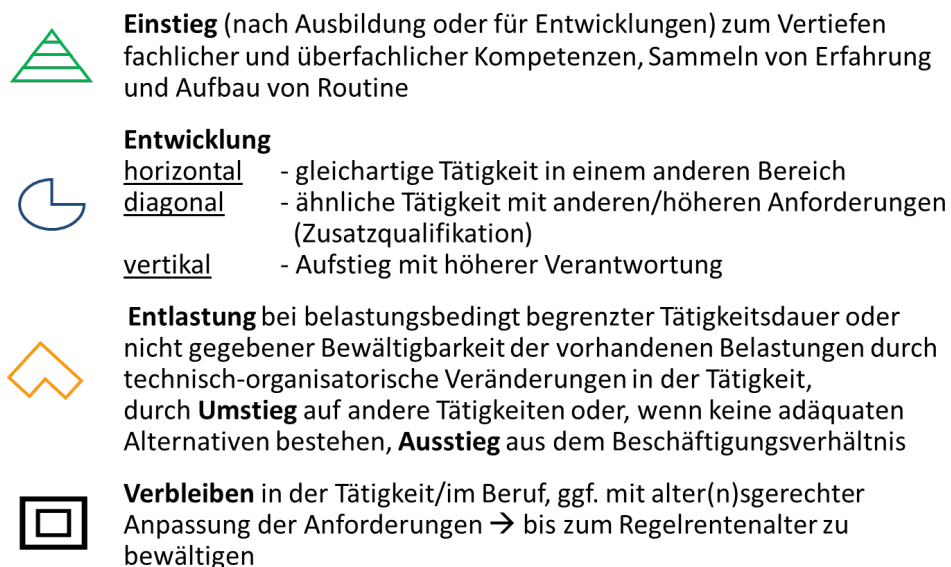 Einstieg (nach Ausbildung oder für Entwicklungen) zum Vertiefen
fachlicher und überfachlicher Kompetenzen, Sammeln von Erfahrung
und Aufbau von Routine
Entwicklung
horizontal - gleichartige Tätigkeit in einem anderen Bereich
diagonal - ähnliche Tätigkeit mit anderen/höheren Anforderungen
(Zusatzqualifikation)
vertikal - Aufstieg mit höherer Verantwortung
Entlastung bei belastungsbedingt begrenzter Tätigkeitsdauer oder
nicht gegebener Bewältigbarkeit der vorhandenen Belastungen durch
technisch-organisatorische Veränderungen in der Tätigkeit,
durch Umstieg auf andere Tätigkeiten oder, wenn keine adäquaten
Alternativen bestehen, Ausstieg aus dem Beschäftigungsverhältnis
Verbleiben in der Tätigkeit/im Beruf, ggf. mit alter(n)sgerechter
Anpassung der Anforderungen → bis zum Regelrentenalter zu
bewältigen